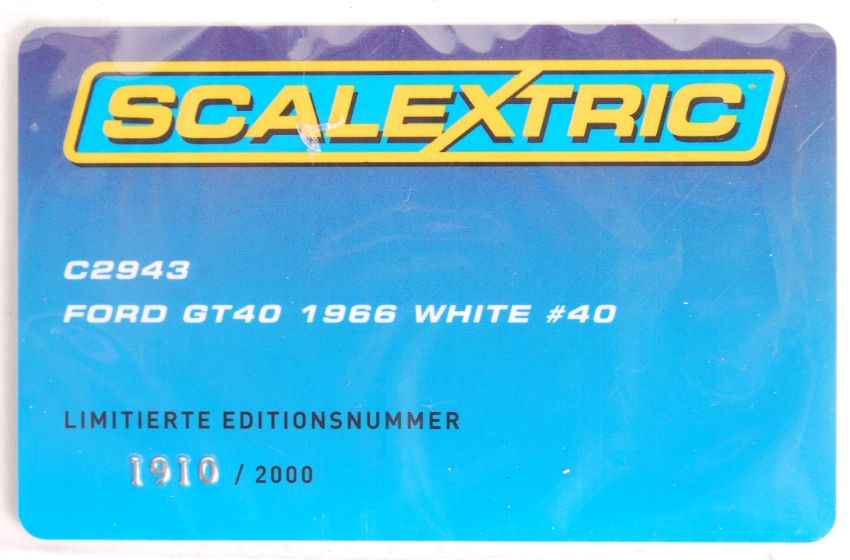 SCALEXTRIC
C2943
FORD GT40 1966 WHITE #40
LIMITIERTE EDITIONSNUMMER
1910 / 2000